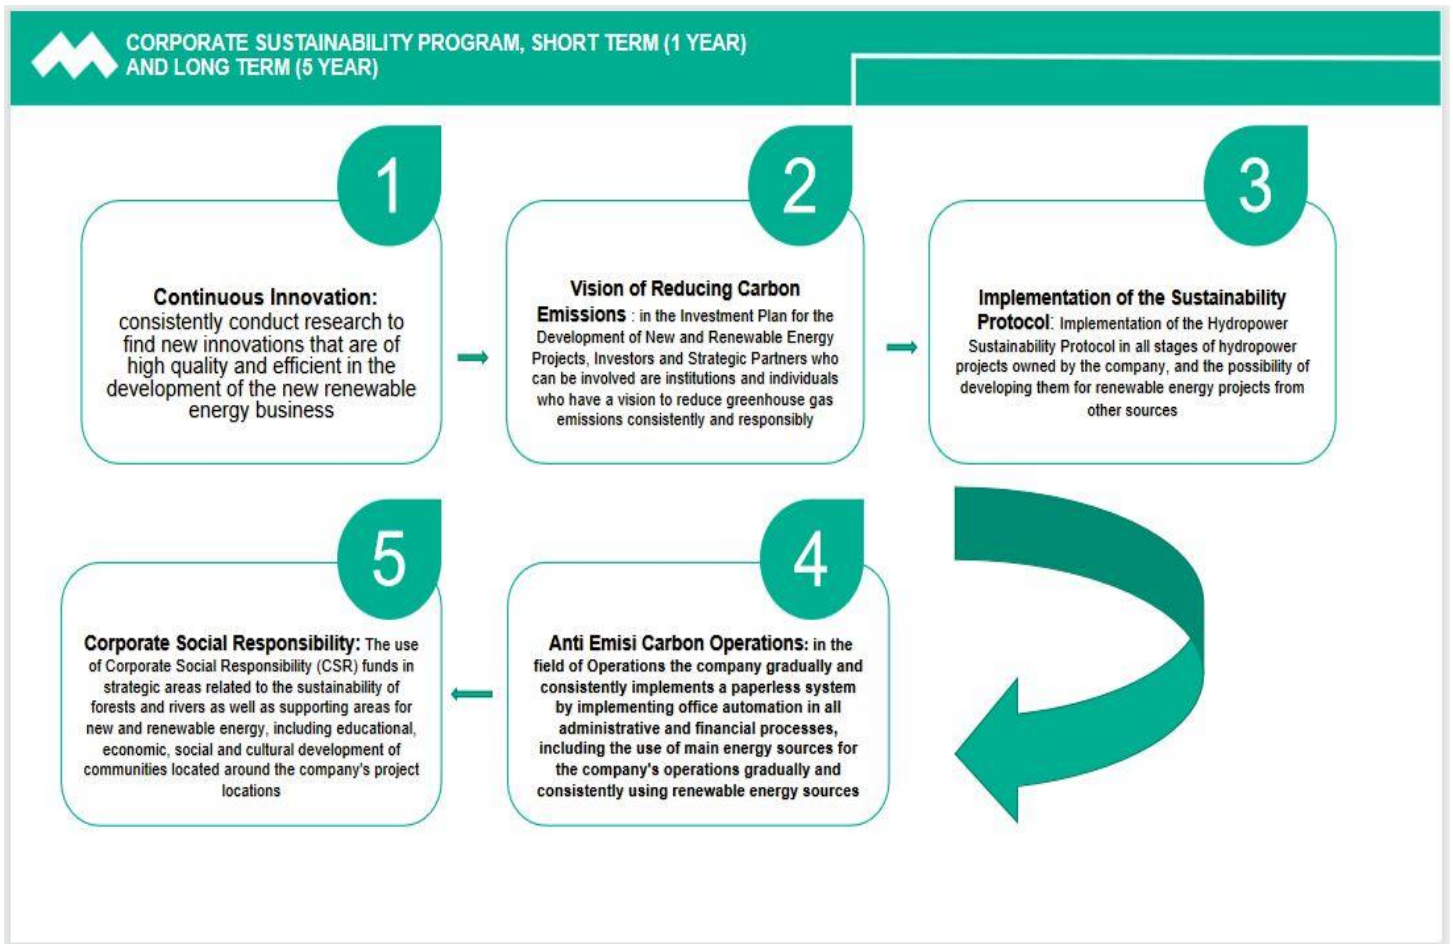 CORPORATE SUSTAINABILITY PROGRAM, SHORT TERM (1 YEAR)
AND LONG TERM (5 YEAR)
1
Continuous Innovation:
consistently conduct research to
find new innovations that are of
high quality and efficient in the
development of the new renewable
energy business
2
Vision of Reducing Carbon
Emissions : in the Investment Plan for the
Development of New and Renewable Energy
Projects, Investors and Strategic Partners who
can be involved are institutions and individuals
who have a vision to reduce greenhouse gas
emissions consistently and responsibly
3
Implementation of the Sustainability
Protocol: Implementation of the Hydropower
Sustainability Protocol in all stages of hydropower
projects owned by the company, and the possibility of
developing them for renewable energy projects from
other sources
4
Anti Emisi Carbon Operations: in the
field of Operations the company gradually and
consistently implements a paperless system
by implementing office automation in all
administrative and financial processes,
including the use of main energy sources for
the company's operations gradually and
consistently using renewable energy sources
5
Corporate Social Responsibility: The use
of Corporate Social Responsibility (CSR) funds in
strategic areas related to the sustainability of
forests and rivers as well as supporting areas for
new and renewable energy, including educational,
economic, social and cultural development of
communities located around the company's project
locations